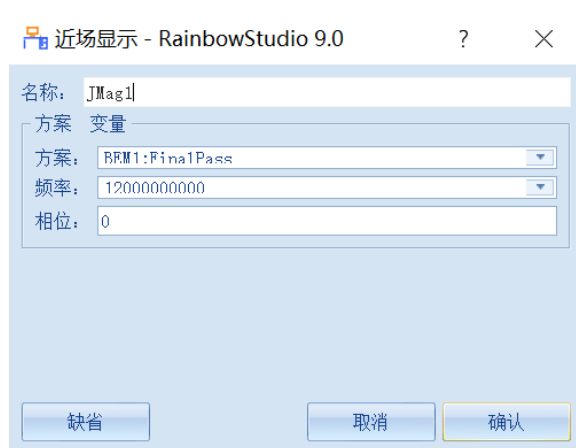 近场显示 - RainbowStudio 9.0 ?
名称： JMag1
方案 变量
方案： BEM1:FinalPass
频率： 12000000000
相位： 0
缺省 取消 确认